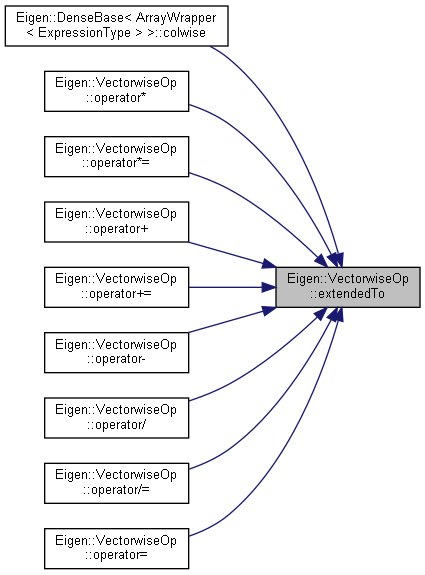 Eigen::DenseBase< ArrayWrapper
< ExpressionType > >::colwise
Eigen::VectorwiseOp
::operator*
Eigen::VectorwiseOp
::operator*=
Eigen::VectorwiseOp
::operator+
Eigen::VectorwiseOp
::operator+=
Eigen::VectorwiseOp
::operator-
Eigen::VectorwiseOp
::operator/
Eigen::VectorwiseOp
::operator/=
Eigen::VectorwiseOp
::operator=
Eigen::VectorwiseOp
::extendedTo